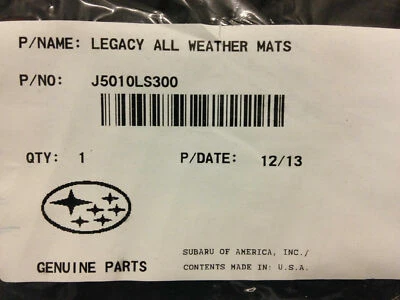 P/NAME: LEGACY ALL WEATHER MATS
P/NO: J5010LS300
QTY: 1 P/DATE: 12/13
SUBARU OF AMERICA, INC./
GENUINE PARTS CONTENTS MADE IN: U.S.A.